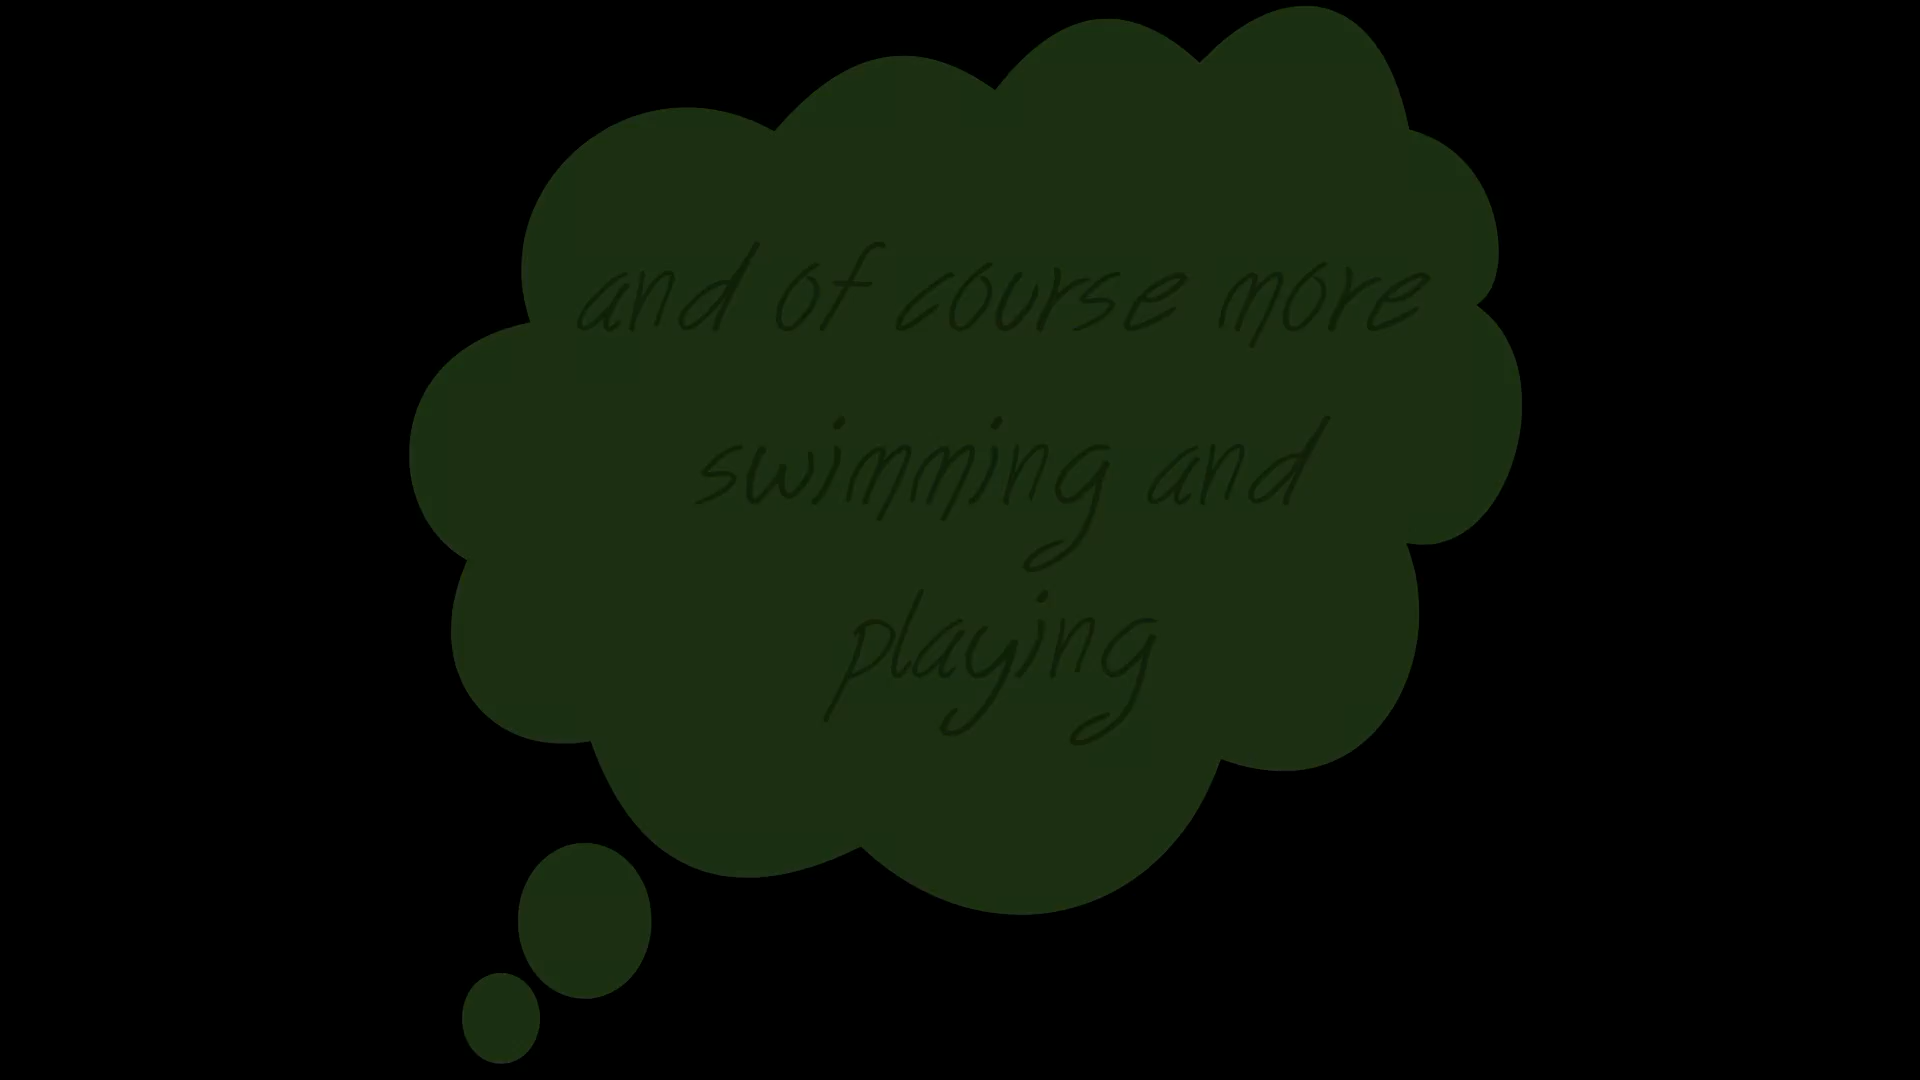 and of course more
swimming and
playing